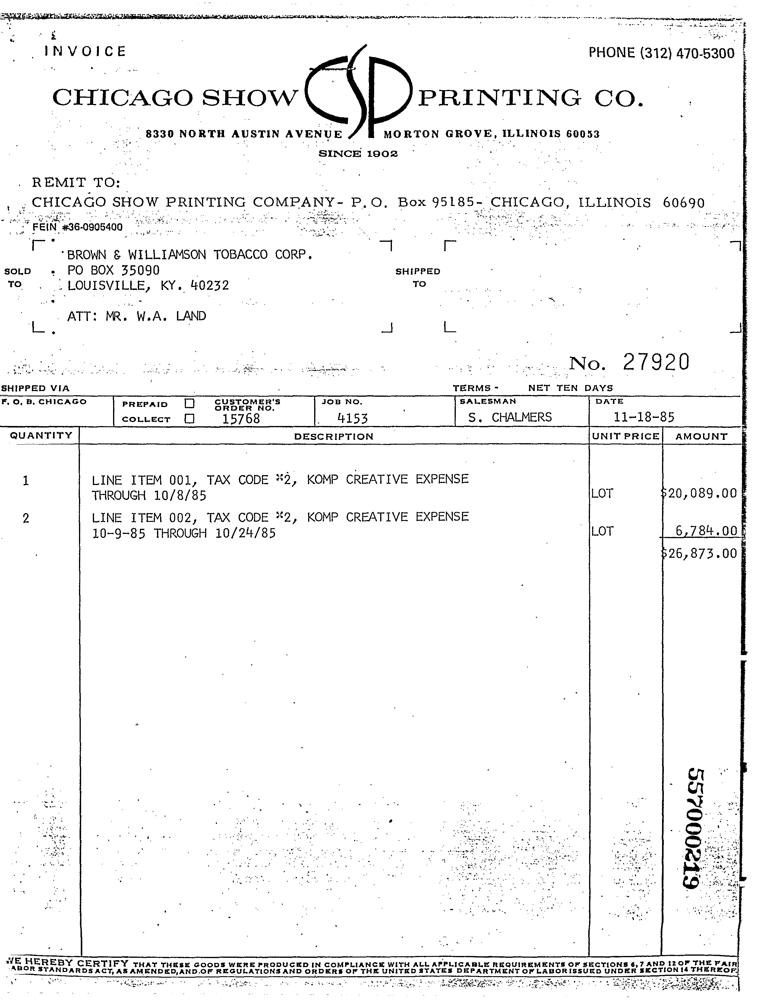 INVOICE
PHONE (312) 470-5300
CHICAGO SHOW CSP PRINTING CO.
8330 NORTH AUSTIN AVENUE MORTON GROVE, ILLINOIS 60053
SINCE 1902
REMIT TO:
CHICAGO SHOW PRINTING COMPANY- P.O. Box 95185- CHICAGO, ILLINOIS 60690
FEIN #36-0905400
SOLD TO
BROWN & WILLIAMSON TOBACCO CORP.
PO BOX 35090
LOUISVILLE, KY. 40232
ATT: MR. W.A. LAND
SHIPPED TO
No. 27920
SHIPPED VIA TERMS - NET TEN DAYS
F.O.B. CHICAGO PREPAID COLLECT CUSTOMER'S ORDER NO. 15768 JOB NO. 4153 SALESMAN S. CHALMERS DATE 11-18-85
QUANTITY DESCRIPTION UNIT PRICE AMOUNT
1 LINE ITEM 001, TAX CODE *2, KOMP CREATIVE EXPENSE
THROUGH 10/8/85 LOT $20,089.00
2 LINE ITEM 002, TAX CODE *2, KOMP CREATIVE EXPENSE
10-9-85 THROUGH 10/24/85 LOT 6,784.00
$26,873.00
557000219
WE HEREBY CERTIFY THAT THESE GOODS WERE PRODUCED IN COMPLIANCE WITH ALL APPLICABLE REQUIREMENTS OF SECTIONS 6, 7 AND 12 OF THE FAIR
LABOR STANDARDS ACT, AS AMENDED, AND OF REGULATIONS AND ORDERS OF THE UNITED STATES DEPARTMENT OF LABOR ISSUED UNDER SECTION 14 THEREOF.